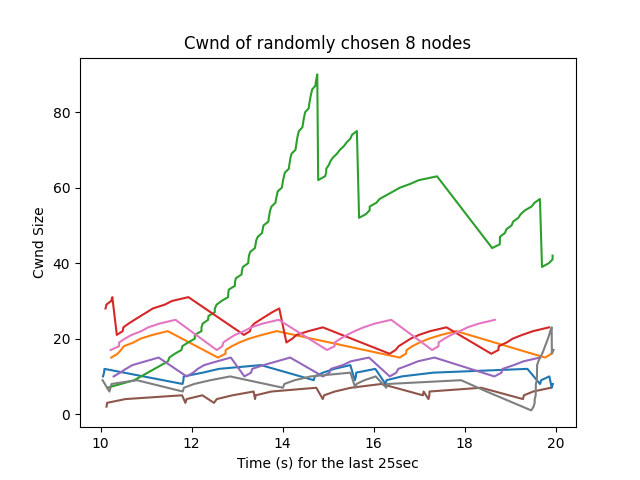 Cwnd of randomly chosen 8 nodes
80
60
40
20
0
Cwnd Size
10 12 14 16 18 20
Time (s) for the last 25sec